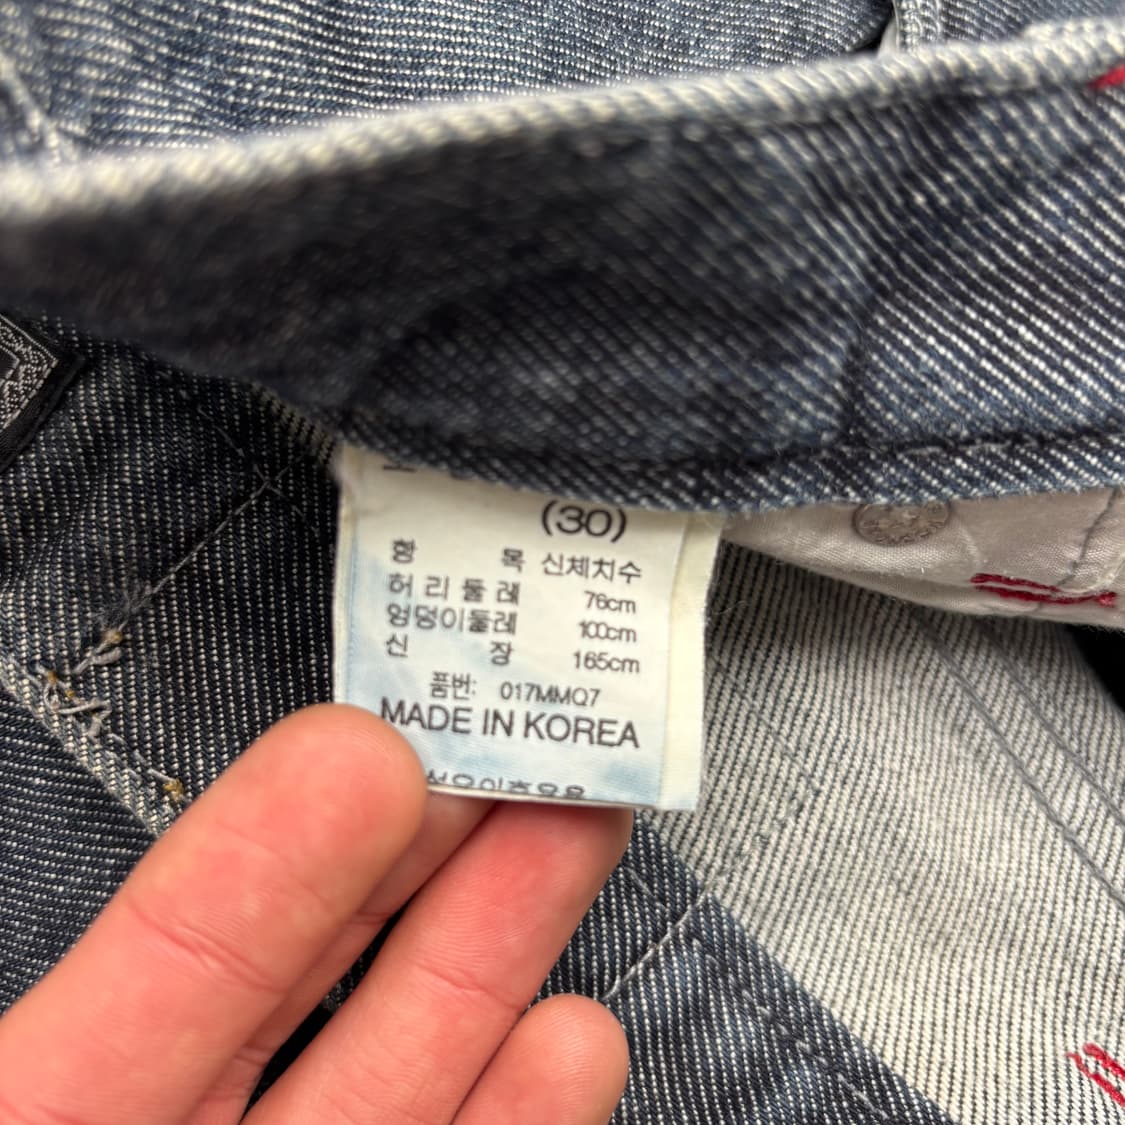 (30)
항 목 신체치수
허리둘레 76cm
엉덩이둘레 100cm
신 장 165cm
품번: 017MMQ7
MADE IN KOREA